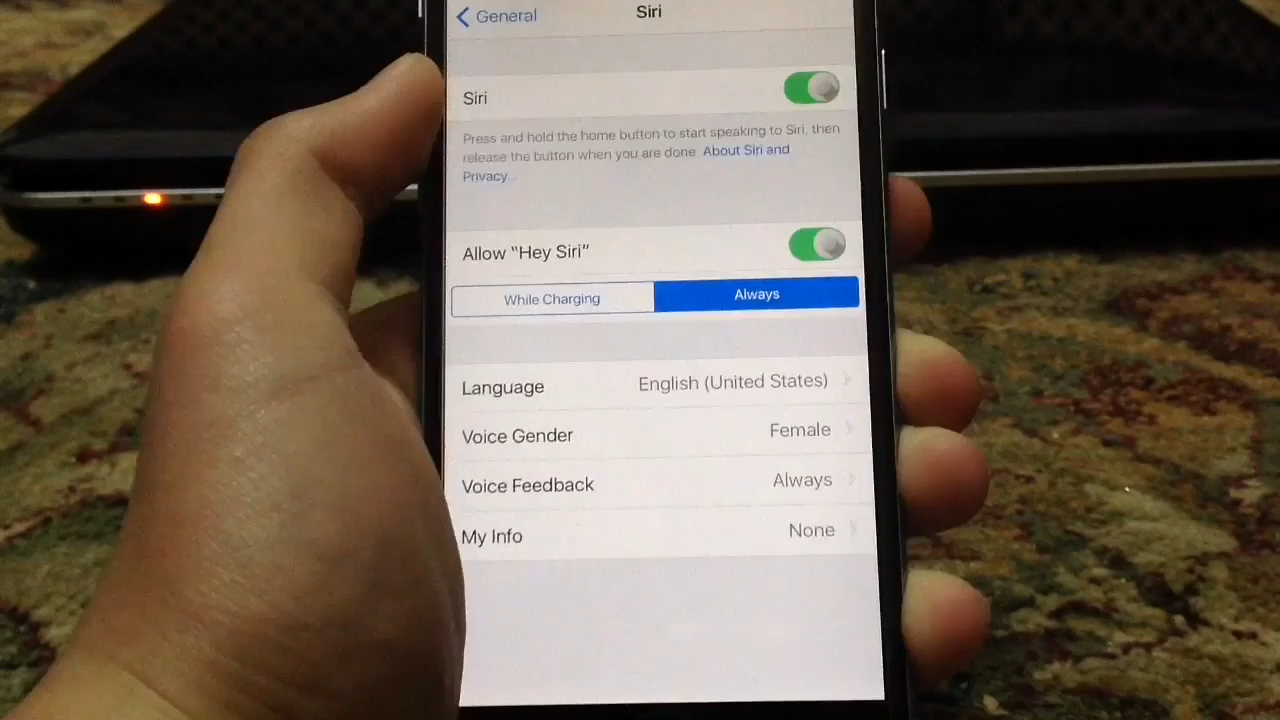 General
Siri
Siri
Press and hold the home button to start speaking to Siri, then
release the button when you are done. About Siri and
Privacy...
Allow “Hey Siri”
While Charging
Always
Language English (United States)
Voice Gender Female
Voice Feedback Always
My Info None